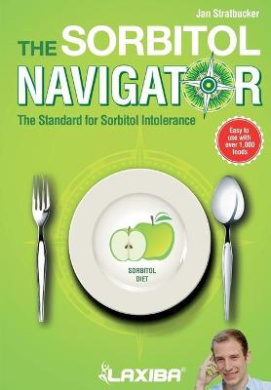 Jan Stratbucker
THE SORBITOL
NAVIGATOR
The Standard for Sorbitol Intolerance
Easy to
use with
over 1,000
foods
SORBITOL
DIET
LAXIBA®